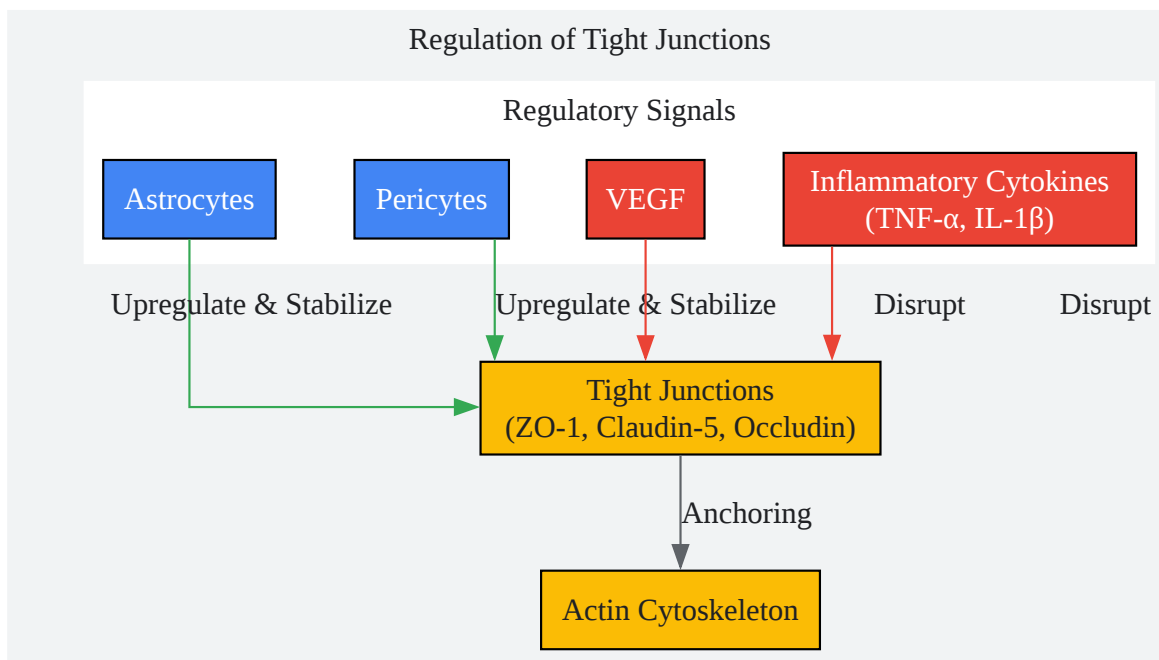 Regulation of Tight Junctions
Regulatory Signals
Astrocytes
Pericytes
VEGF
Inflammatory Cytokines
(TNF-α, IL-1β)
Upregulate & Stabilize
Upregulate & Stabilize
Disrupt
Disrupt
Tight Junctions
(ZO-1, Claudin-5, Occludin)
Anchoring
Actin Cytoskeleton